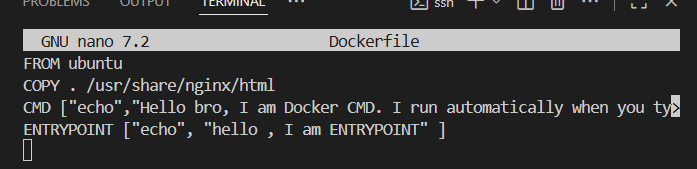 PROBLEMS OUTPUT TERMINAL ssh
GNU nano 7.2 Dockerfile
FROM ubuntu
COPY . /usr/share/nginx/html
CMD ["echo","Hello bro, I am Docker CMD. I run automatically when you ty>
ENTRYPOINT ["echo", "hello , I am ENTRYPOINT" ]